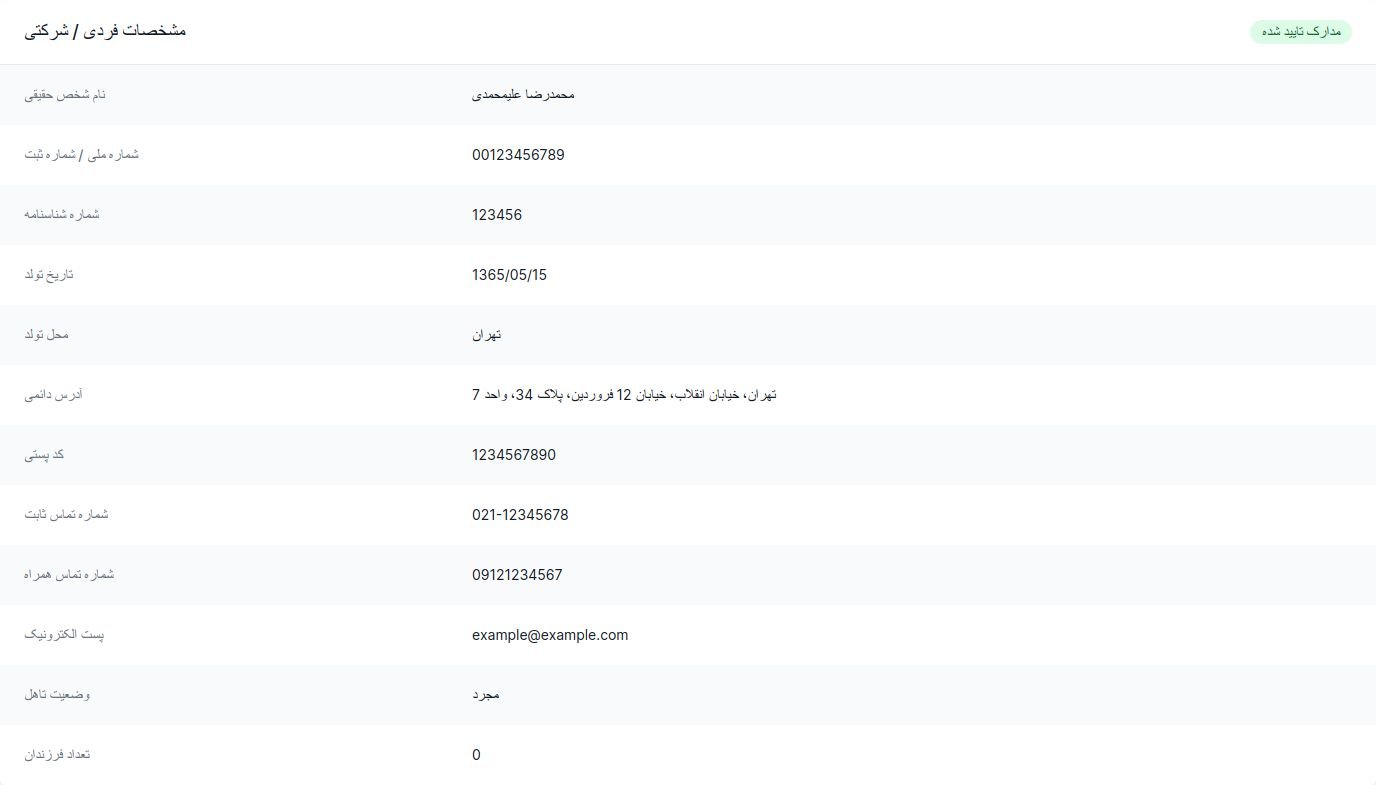 مشخصات فردی / شرکتی
مدارک تایید شده
نام شخص حقیقی
محمدرضا علیمحمدی
شماره ملی / شماره ثبت
00123456789
شماره شناسنامه
123456
تاریخ تولد
1365/05/15
محل تولد
تهران
آدرس دائمی
تهران، خیابان انقلاب، خیابان 12 فروردین، پلاک 34، واحد 7
کد پستی
1234567890
شماره تماس ثابت
021-12345678
شماره تماس همراه
09121234567
پست الکترونیک
example@example.com
وضعیت تاهل
مجرد
تعداد فرزندان
0